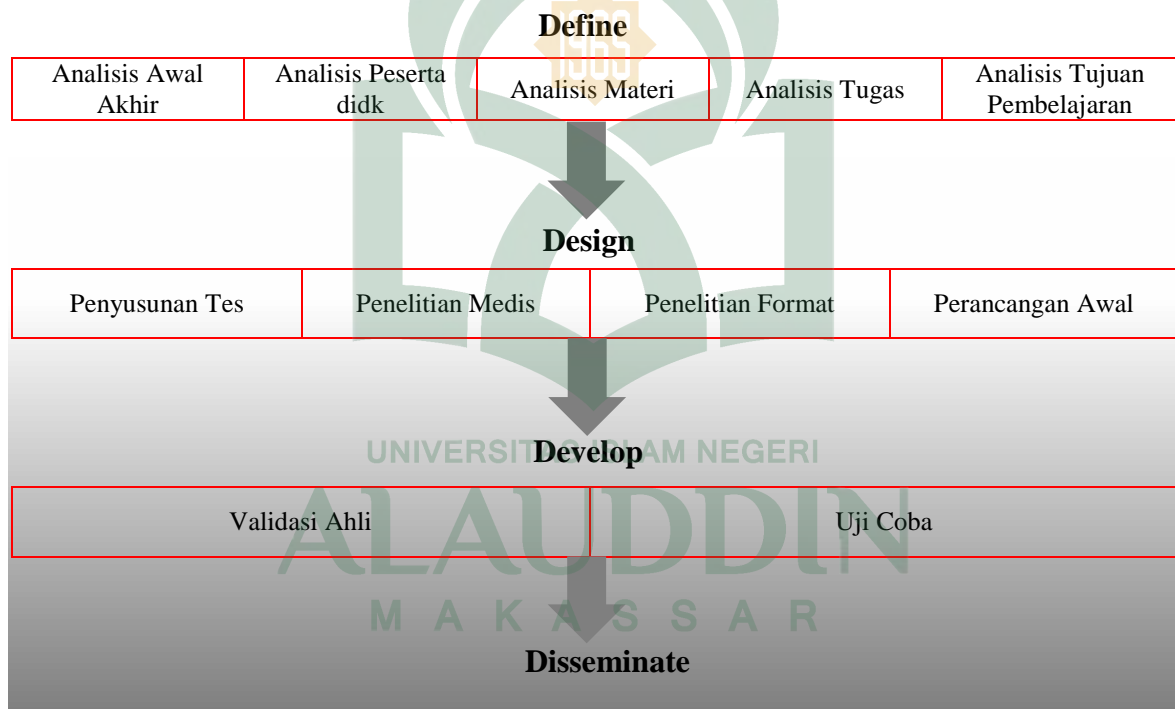 1965
Define
Analisis Awal
Akhir
Analisis Peserta
didk
Analisis Materi
Analisis Tugas
Analisis Tujuan
Pembelajaran
Design
Penyusunan Tes
Penelitian Medis
Penelitian Format
Perancangan Awal
UNIVERSITAS ISLAM NEGERI
Develop
Validasi Ahli
Uji Coba
ALAUDDIN
MAKASSAR
Disseminate